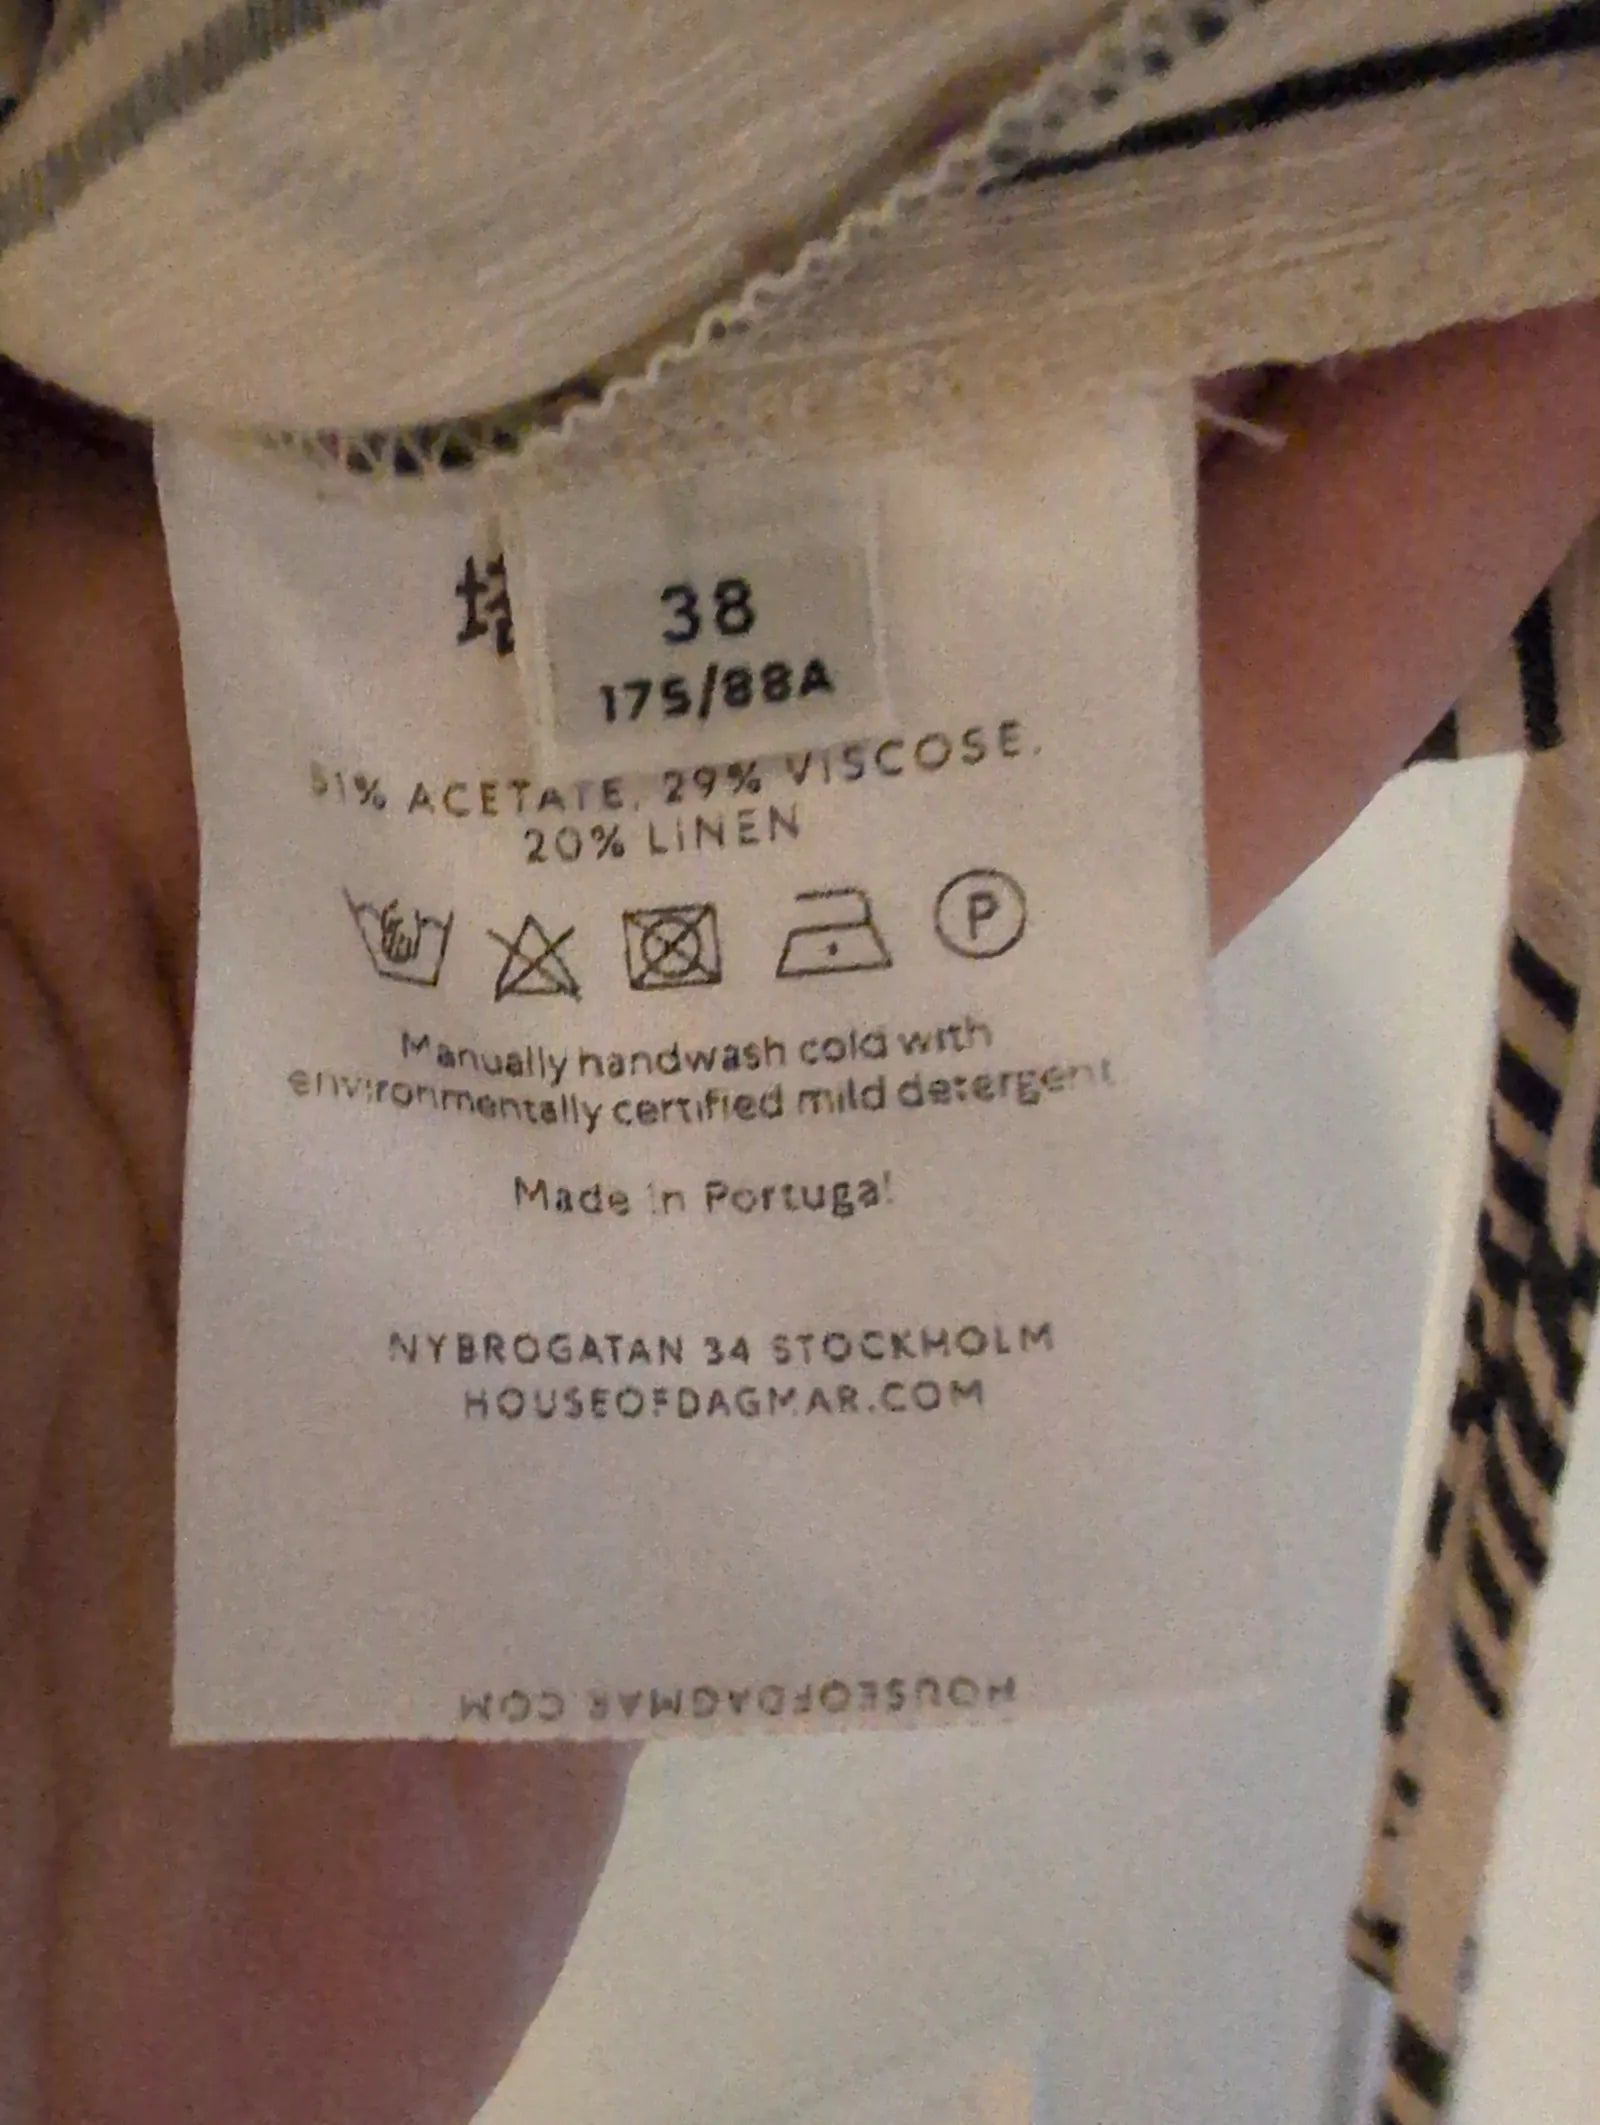 38
175/88A
51% ACETATE, 29% VISCOSE,
20% LINEN
P
Manually handwash cold with
environmentally certified mild detergent
Made in Portugal
NYBROGATAN 34 STOCKHOLM
HOUSEOFDAGMAR.COM
HOUSEOFDAGMAR.COM